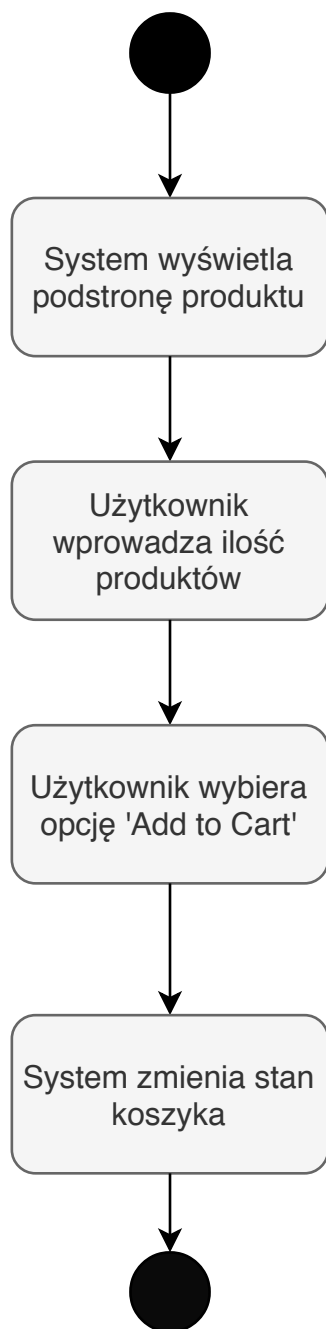 System wyświetla
podstronę produktu
Użytkownik
wprowadza ilość
produktów
Użytkownik wybiera
opcję 'Add to Cart'
System zmienia stan
koszyka